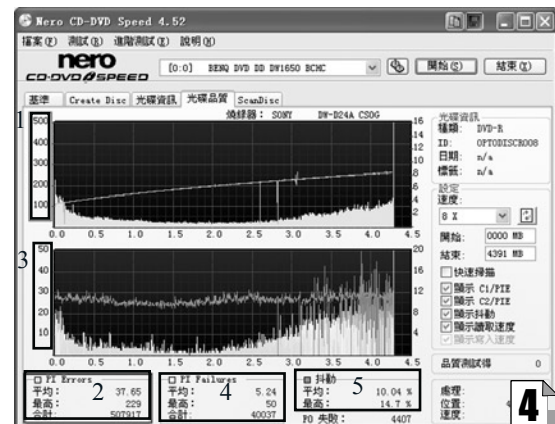 Nero CD-DVD Speed 4.52
檔案(F) 測試(R) 進階測試(E) 說明(H)
nero
CD·DVD SPEED
[0:0] BENQ DVD DD DW1650 BCHC
開始(S)
結束(X)
基準 Create Disc 光碟資訊 光碟品質 ScanDisc
燒錄器： SONY DW-D24A CSOG
1
500
400
300
200
100
16
14
12
10
8
6
4
2
0.0 0.5 1.0 1.5 2.0 2.5 3.0 3.5 4.0 4.5
3
50
40
30
20
10
20
16
12
8
4
0.0 0.5 1.0 1.5 2.0 2.5 3.0 3.5 4.0 4.5
光碟資訊
種類: DVD-R
ID: OPTODISCR008
日期: n/a
標籤: n/a
設定
速度:
8 X
開始: 0000 MB
結束: 4391 MB
快速掃描
顯示 C1/PIE
顯示 C2/PIE
顯示抖動
顯示讀取速度
顯示寫入速度
品質測試得 0
處理:
位置: 4
速度:
PI Errors
平均: 37.65
最高: 229
合計: 507917
2
PI Failures
平均: 5.24
最高: 50
合計: 40037
4
抖動
平均: 10.04 %
最高: 14.7 %
5
PO 失敗: 4407
4